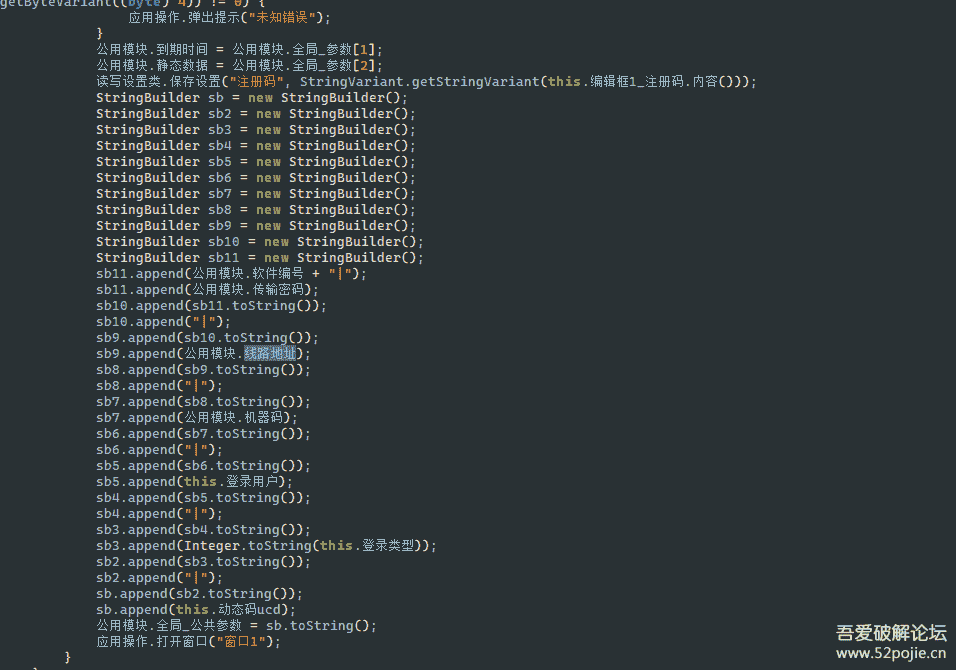 getByteVariant((byte) 4)) != 0) {
应用操作.弹出提示("未知错误");
}
公用模块.到期时间 = 公用模块.全局_参数[1];
公用模块.静态数据 = 公用模块.全局_参数[2];
读写设置类.保存设置("注册码", StringVariant.getStringVariant(this.编辑框1_注册码.内容()));
StringBuilder sb = new StringBuilder();
StringBuilder sb2 = new StringBuilder();
StringBuilder sb3 = new StringBuilder();
StringBuilder sb4 = new StringBuilder();
StringBuilder sb5 = new StringBuilder();
StringBuilder sb6 = new StringBuilder();
StringBuilder sb7 = new StringBuilder();
StringBuilder sb8 = new StringBuilder();
StringBuilder sb9 = new StringBuilder();
StringBuilder sb10 = new StringBuilder();
StringBuilder sb11 = new StringBuilder();
sb11.append(公用模块.软件编号 + "|");
sb11.append(公用模块.传输密码);
sb10.append(sb11.toString());
sb10.append("|");
sb9.append(sb10.toString());
sb9.append(公用模块.线路地址);
sb8.append(sb9.toString());
sb8.append("|");
sb7.append(sb8.toString());
sb7.append(公用模块.机器码);
sb6.append(sb7.toString());
sb6.append("|");
sb5.append(sb6.toString());
sb5.append(this.登录用户);
sb4.append(sb5.toString());
sb4.append("|");
sb3.append(sb4.toString());
sb3.append(Integer.toString(this.登录类型));
sb2.append(sb3.toString());
sb2.append("|");
sb.append(sb2.toString());
sb.append(this.动态码ucd);
公用模块.全局_公共参数 = sb.toString();
应用操作.打开窗口("窗口1");
}
吾爱破解论坛
www.52pojie.cn